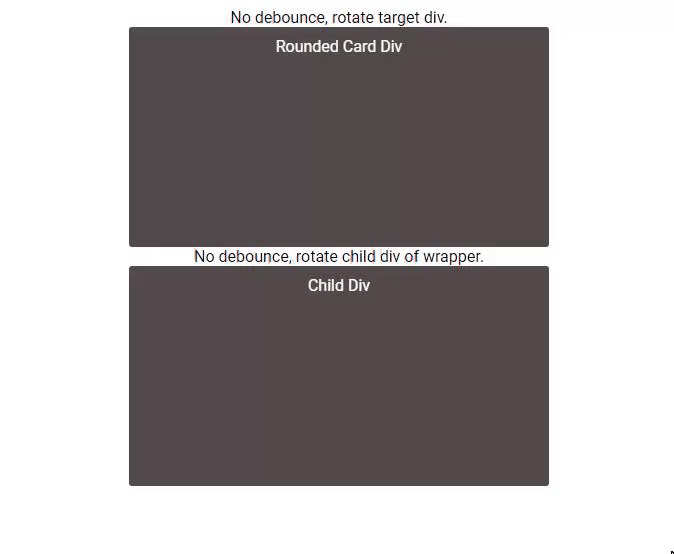 No debounce, rotate target div.
Rounded Card Div
No debounce, rotate child div of wrapper.
Child Div